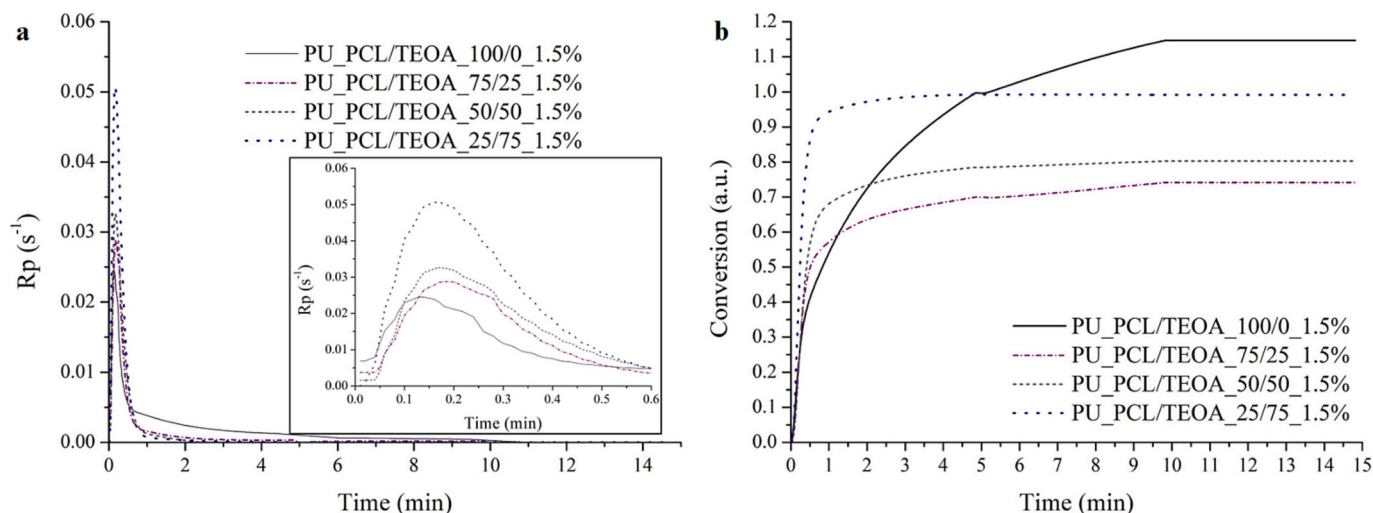 a
0.06
0.05
0.04
0.03
0.02
0.01
0.00
Rp (s⁻¹)
PU_PCL/TEOA_100/0_1.5%
PU_PCL/TEOA_75/25_1.5%
PU_PCL/TEOA_50/50_1.5%
PU_PCL/TEOA_25/75_1.5%
0.06
0.05
0.04
0.03
0.02
0.01
0.00
Rp (s⁻¹)
0.0 0.1 0.2 0.3 0.4 0.5 0.6
Time (min)
0 2 4 6 8 10 12 14
Time (min)
b
1.2
1.1
1.0
0.9
0.8
0.7
0.6
0.5
0.4
0.3
0.2
0.1
0.0
Conversion (a.u.)
PU_PCL/TEOA_100/0_1.5%
PU_PCL/TEOA_75/25_1.5%
PU_PCL/TEOA_50/50_1.5%
PU_PCL/TEOA_25/75_1.5%
0 1 2 3 4 5 6 7 8 9 10 11 12 13 14 15
Time (min)